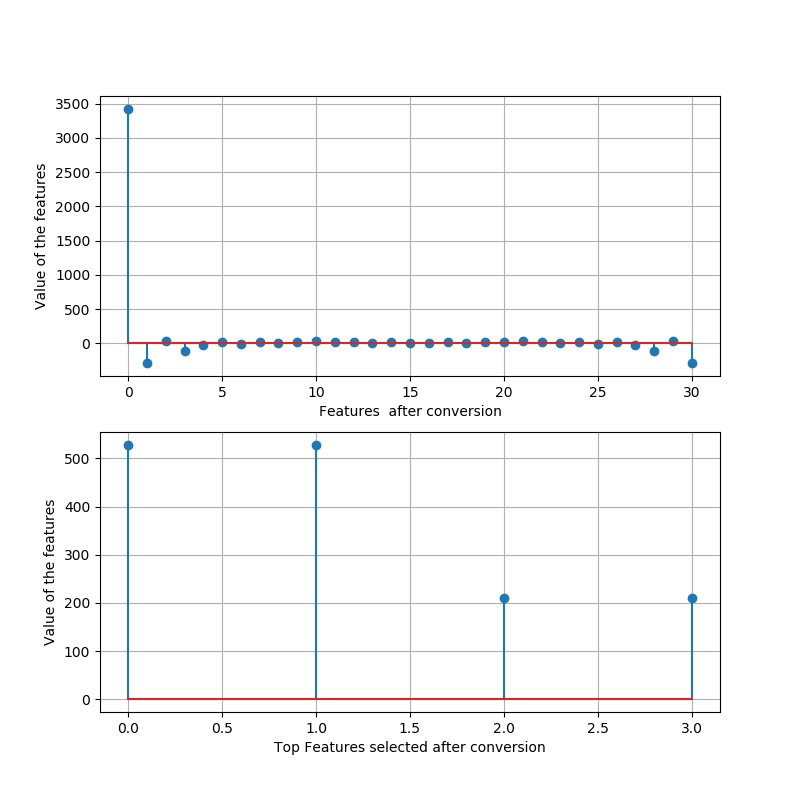 3500
3000
2500
2000
1500
1000
500
0
Value of the features
0 5 10 15 20 25 30
Features  after conversion
500
400
300
200
100
0
Value of the features
0.0 0.5 1.0 1.5 2.0 2.5 3.0
Top Features selected after conversion